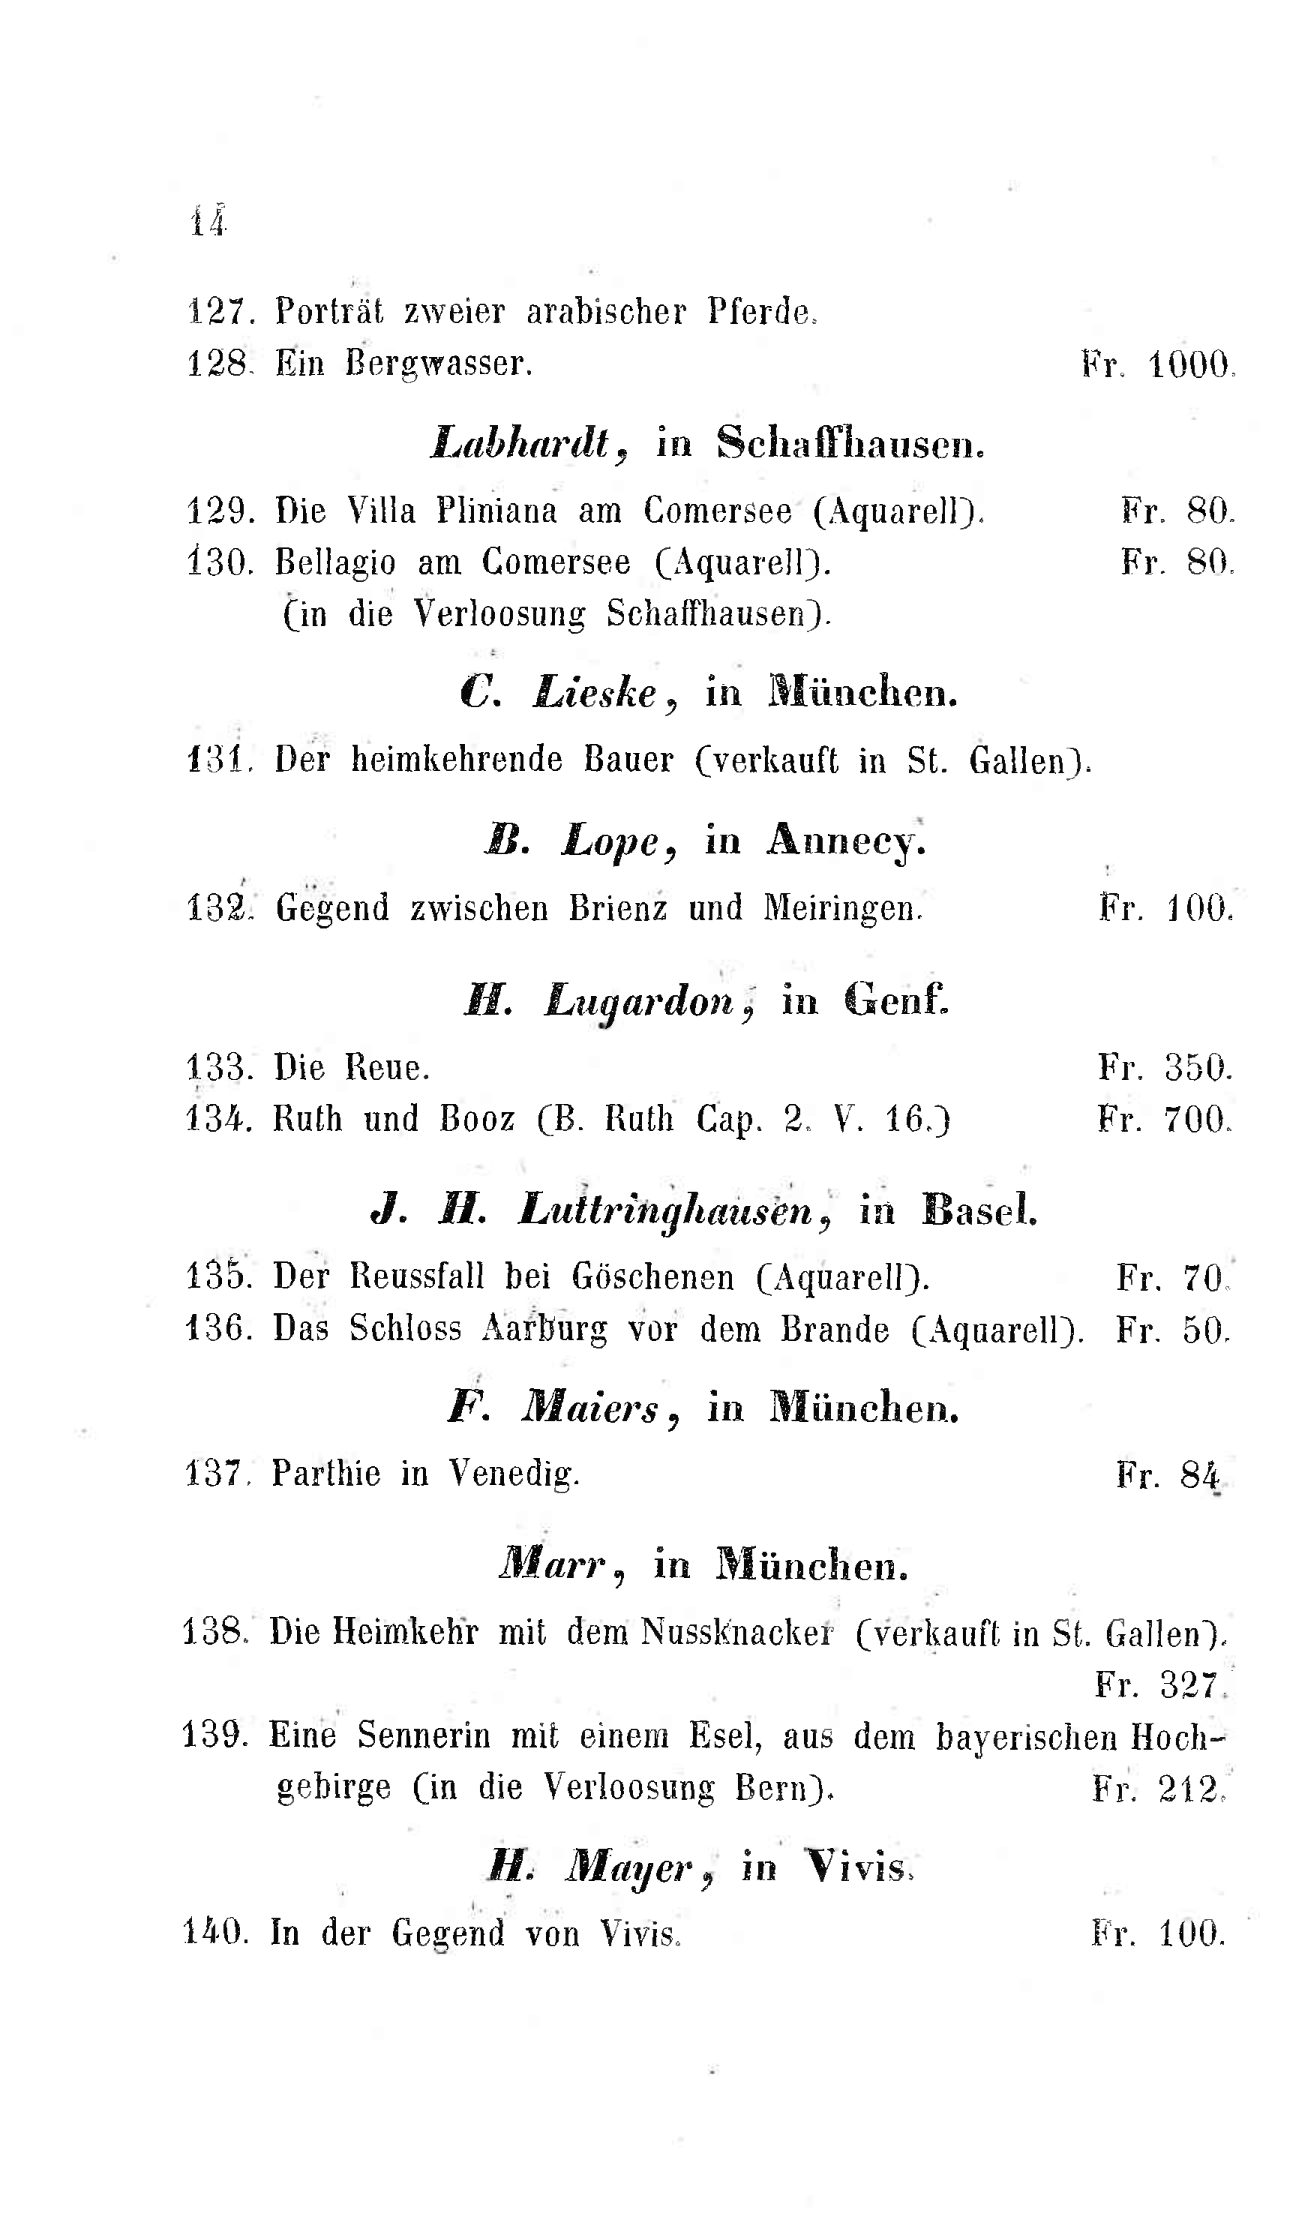 14
127. Porträt zweier arabischer Pferde.
128. Ein Bergwasser. Fr. 1000.
Labhardt, in Schaffhausen.
129. Die Villa Pliniana am Comersee (Aquarell). Fr. 80.
130. Bellagio am Comersee (Aquarell). Fr. 80.
(in die Verloosung Schaffhausen).
C. Lieske, in München.
131. Der heimkehrende Bauer (verkauft in St. Gallen).
B. Lope, in Annecy.
132. Gegend zwischen Brienz und Meiringen. Fr. 100.
H. Lugardon, in Genf.
133. Die Reue. Fr. 350.
134. Ruth und Booz (B. Ruth Cap. 2. V. 16.) Fr. 700.
J. H. Luttringhausen, in Basel.
135. Der Reussfall bei Göschenen (Aquarell). Fr. 70.
136. Das Schloss Aarburg vor dem Brande (Aquarell). Fr. 50.
F. Maiers, in München.
137. Parthie in Venedig. Fr. 84
Marr, in München.
138. Die Heimkehr mit dem Nussknacker (verkauft in St. Gallen).
Fr. 327.
139. Eine Sennerin mit einem Esel, aus dem bayerischen Hoch-
gebirge (in die Verloosung Bern). Fr. 212.
H. Mayer, in Vivis.
140. In der Gegend von Vivis. Fr. 100.